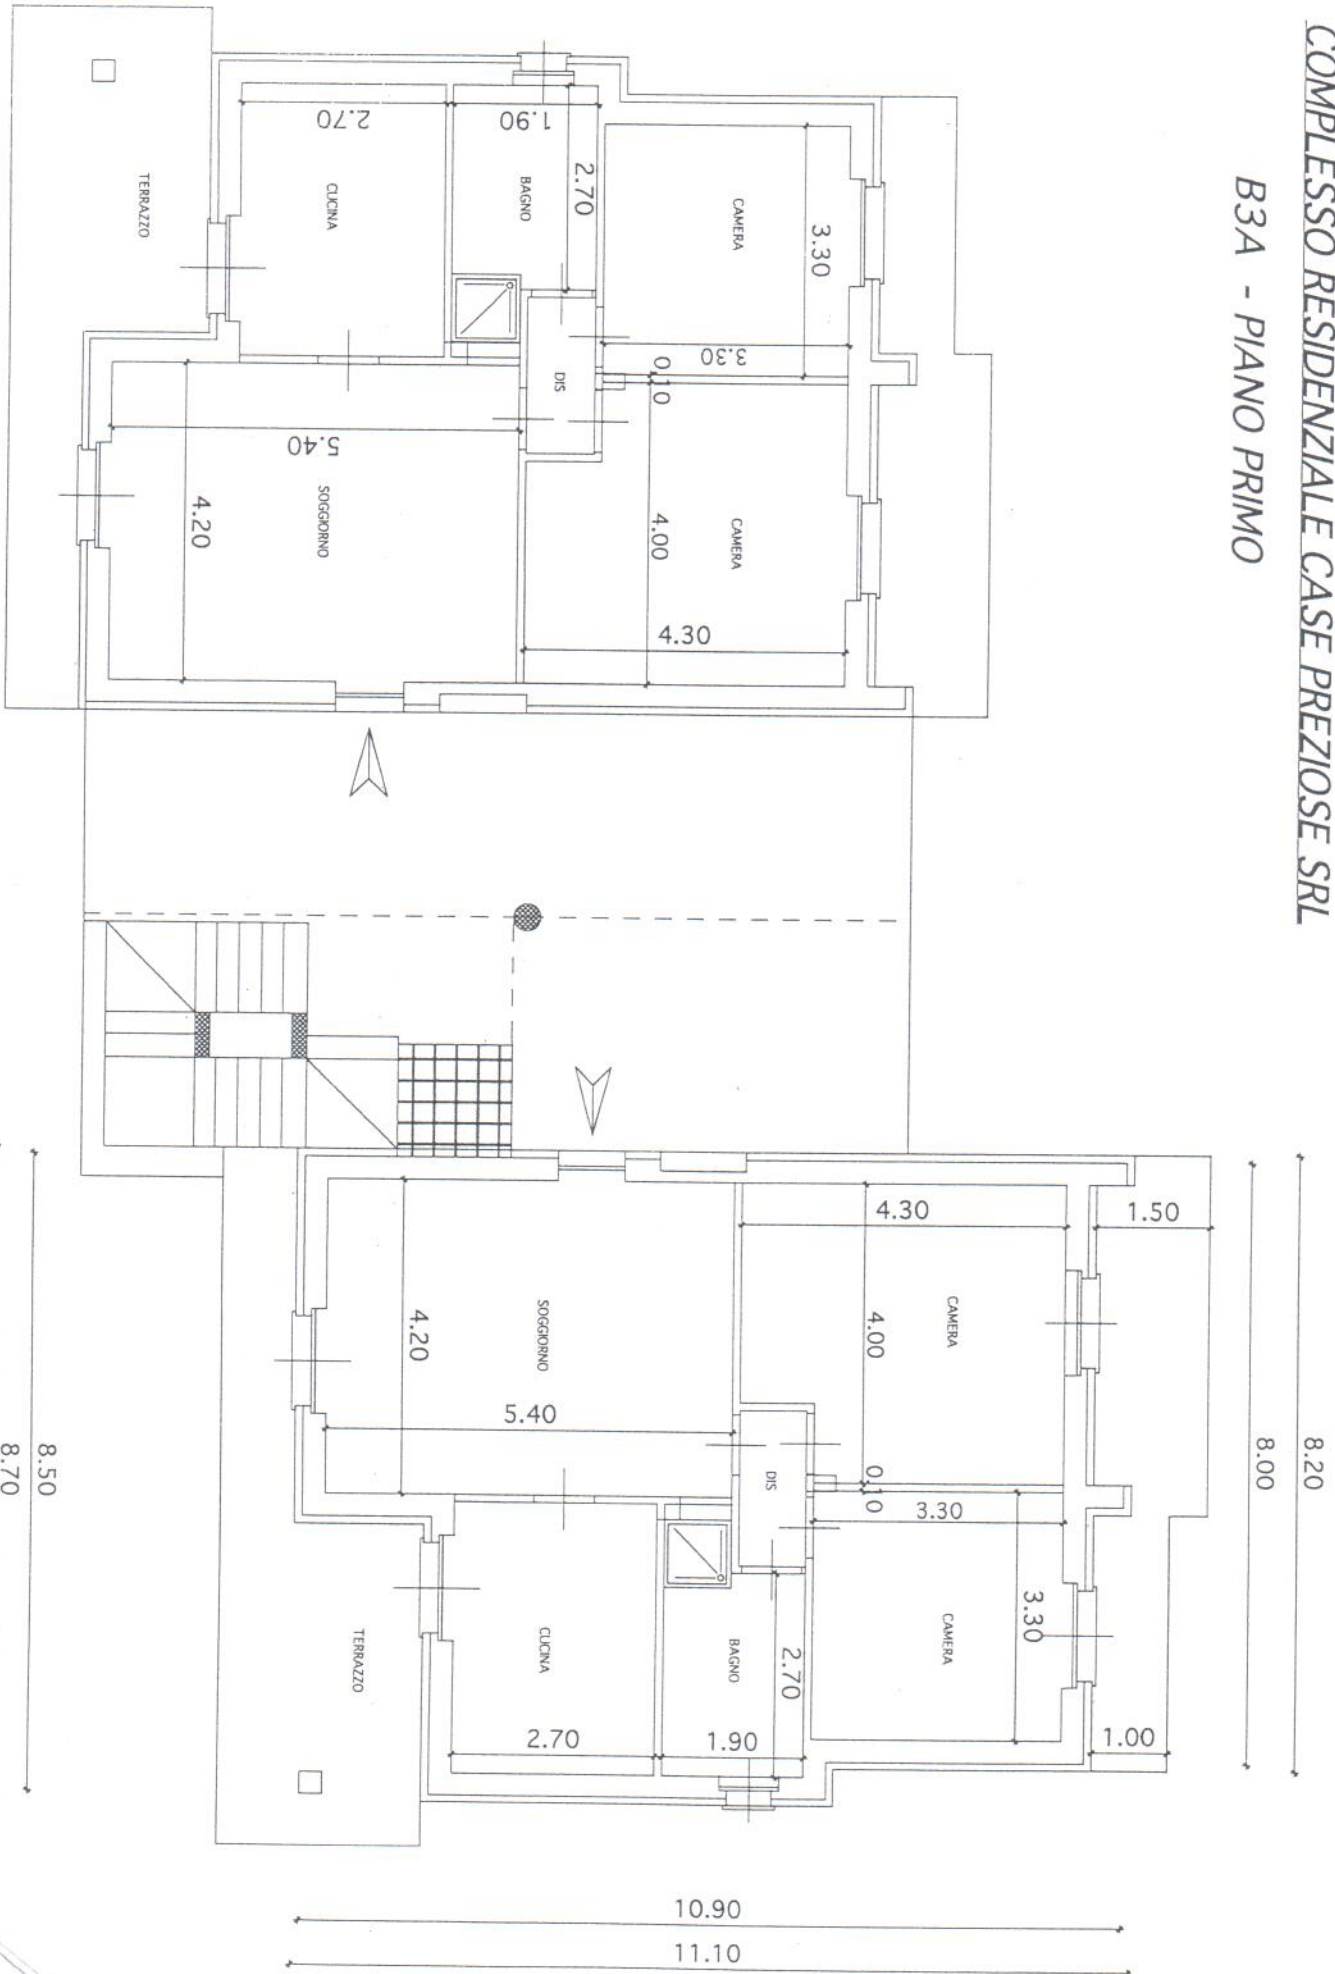 COMPLESSO RESIDENZIALE CASE PREZIOSE SRL
B3A - PIANO PRIMO
TERRAZZO
CUCINA
2.70
BAGNO
1.90
2.70
CAMERA
3.30
3.30
0.10
DIS
SOGGIORNO
5.40
4.20
CAMERA
4.00
4.30
SOGGIORNO
4.20
5.40
CAMERA
4.30
4.00
1.50
DIS
0.10
3.30
CAMERA
3.30
1.00
BAGNO
2.70
1.90
CUCINA
2.70
TERRAZZO
8.20
8.00
8.50
8.70
10.90
11.10